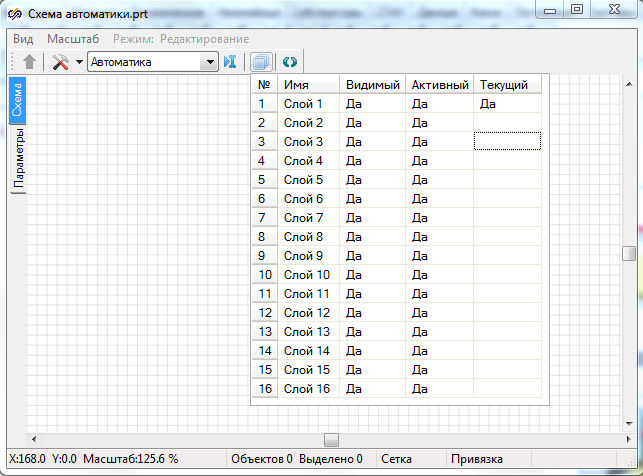 Схема автоматики.prt
Вид Масштаб Режим: Редактирование
Автоматика
Схема
Параметры
№ Имя Видимый Активный Текущий
1 Слой 1 Да Да Да
2 Слой 2 Да Да
3 Слой 3 Да Да
4 Слой 4 Да Да
5 Слой 5 Да Да
6 Слой 6 Да Да
7 Слой 7 Да Да
8 Слой 8 Да Да
9 Слой 9 Да Да
10 Слой 10 Да Да
11 Слой 11 Да Да
12 Слой 12 Да Да
13 Слой 13 Да Да
14 Слой 14 Да Да
15 Слой 15 Да Да
16 Слой 16 Да Да
X:168.0 Y:0.0 Масштаб:125.6 % Объектов 0 Выделено 0 Сетка Привязка